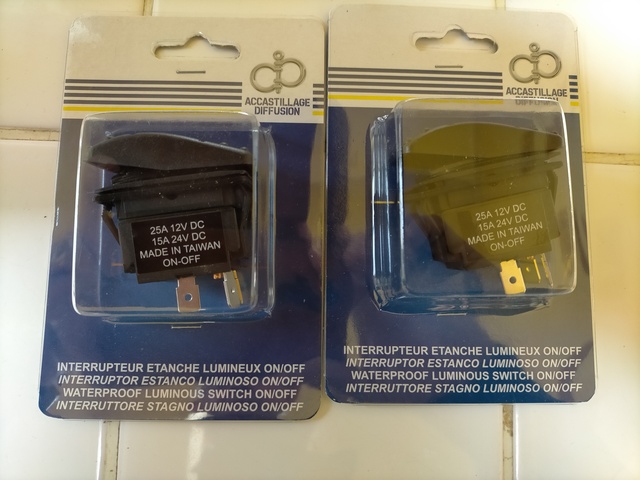 ACCASTILLAGE
DIFFUSION
25A 12V DC
15A 24V DC
MADE IN TAIWAN
ON-OFF
INTERRUPTEUR ETANCHE LUMINEUX ON/OFF
INTERRUPTOR ESTANCO LUMINOSO ON/OFF
WATERPROOF LUMINOUS SWITCH ON/OFF
INTERRUTTORE STAGNO LUMINOSO ON/OFF
ACCASTILLAGE
DIFFUSION
25A 12V DC
15A 24V DC
MADE IN TAIWAN
ON-OFF
INTERRUPTEUR ETANCHE LUMINEUX ON/OFF
INTERRUPTOR ESTANCO LUMINOSO ON/OFF
WATERPROOF LUMINOUS SWITCH ON/OFF
INTERRUTTORE STAGNO LUMINOSO ON/OFF